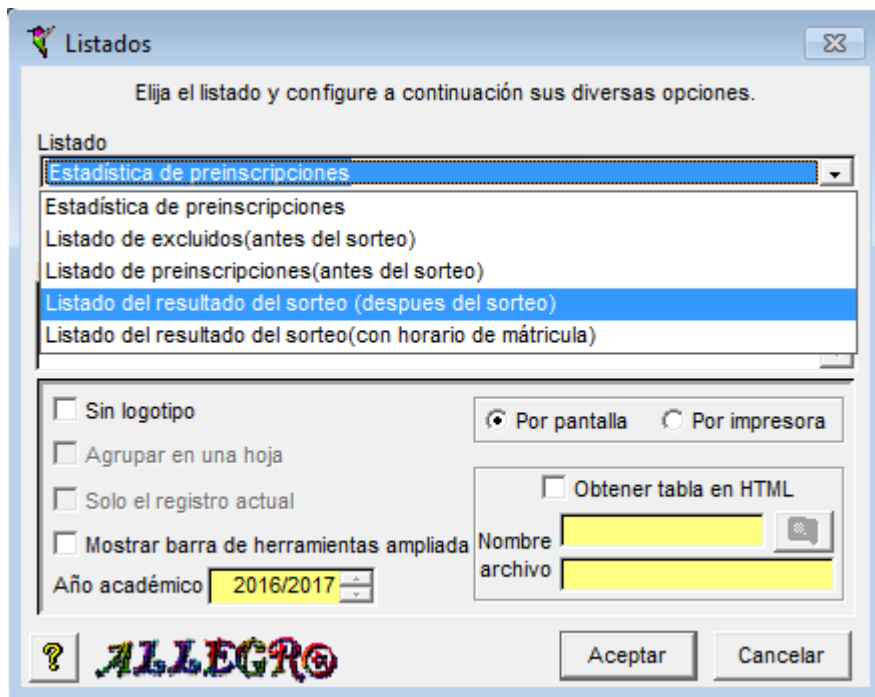 Listados
Elija el listado y configure a continuación sus diversas opciones.
Listado
Estadística de preinscripciones
Estadística de preinscripciones
Listado de excluidos(antes del sorteo)
Listado de preinscripciones(antes del sorteo)
Listado del resultado del sorteo (despues del sorteo)
Listado del resultado del sorteo(con horario de mátricula)
Sin logotipo
Agrupar en una hoja
Solo el registro actual
Mostrar barra de herramientas ampliada
Año académico 2016/2017
Por pantalla Por impresora
Obtener tabla en HTML
Nombre
archivo
? ALLEGRO
Aceptar Cancelar